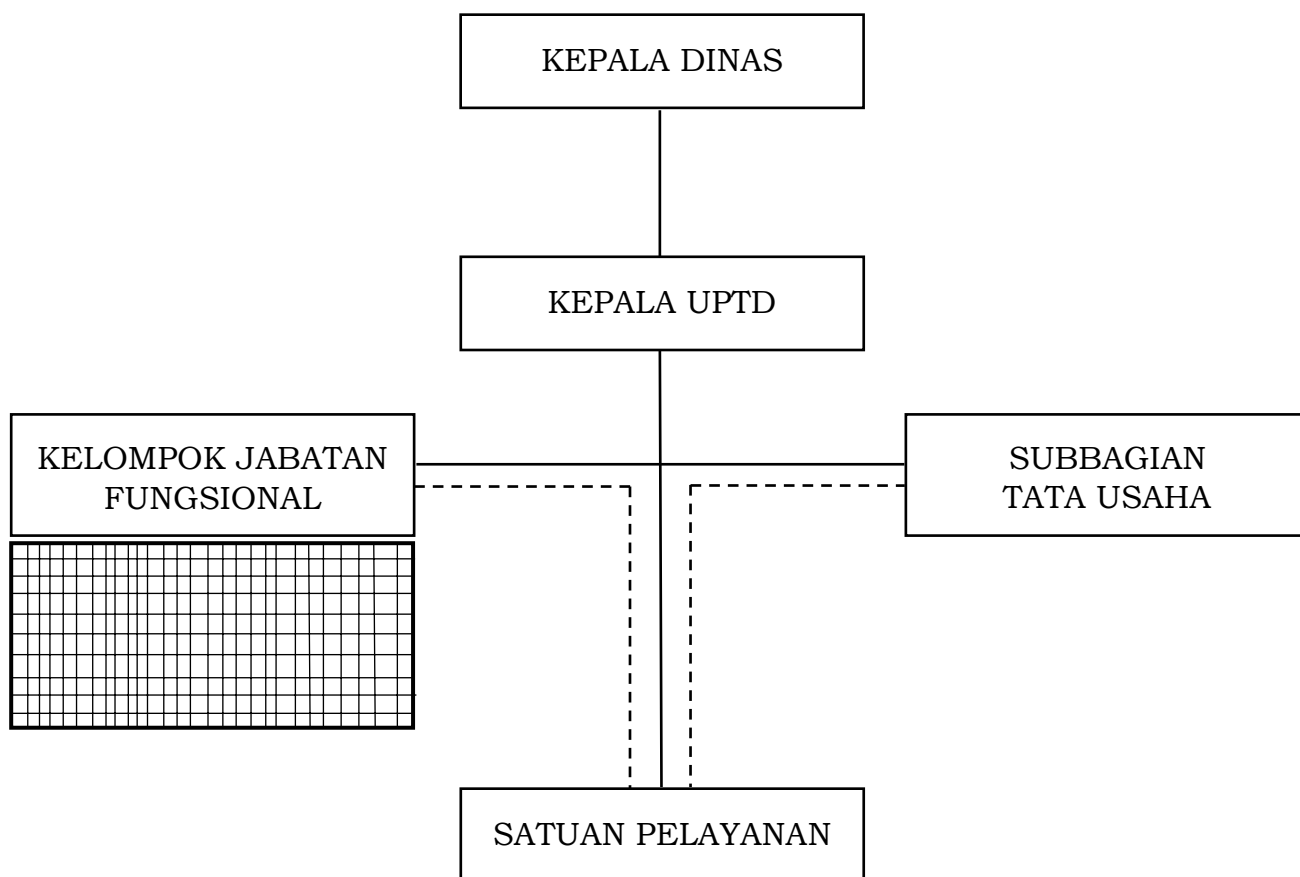 KEPALA DINAS
KEPALA UPTD
KELOMPOK JABATAN
FUNGSIONAL
SUBBAGIAN
TATA USAHA
SATUAN PELAYANAN